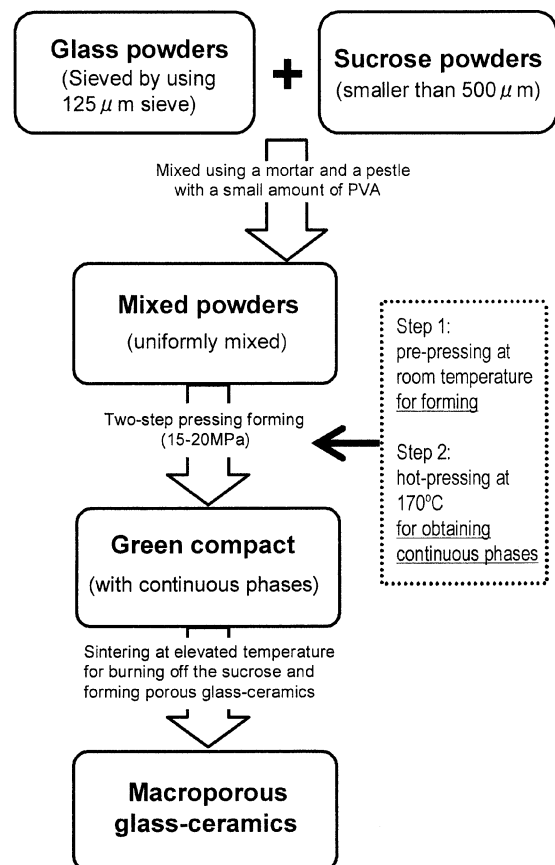 Glass powders
(Sieved by using
125μm sieve)
+
Sucrose powders
(smaller than 500μm)
Mixed using a mortar and a pestle
with a small amount of PVA
Mixed powders
(uniformly mixed)
Two-step pressing forming
(15-20MPa)
Step 1:
pre-pressing at
room temperature
for forming
Step 2:
hot-pressing at
170ºC
for obtaining
continuous phases
Green compact
(with continuous phases)
Sintering at elevated temperature
for burning off the sucrose and
forming porous glass-ceramics
Macroporous
glass-ceramics